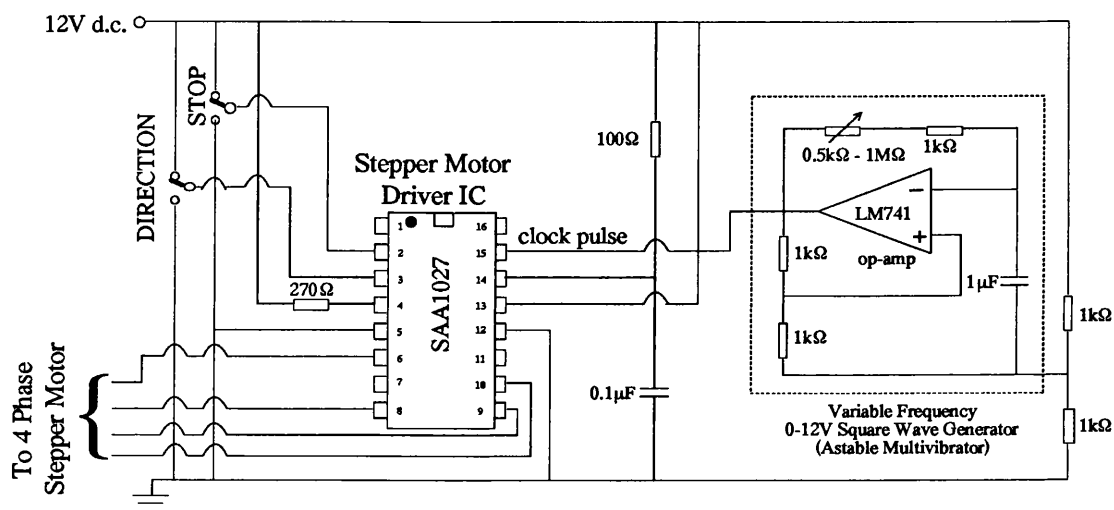 12V d.c.
STOP
DIRECTION
Stepper Motor
Driver IC
100Ω
0.5kΩ - 1MΩ
1kΩ
LM741
op-amp
1kΩ
1kΩ
1μF
1kΩ
1kΩ
clock pulse
270Ω
SAA1027
1
2
3
4
5
6
7
8
16
15
14
13
12
11
10
9
0.1μF
To 4 Phase
Stepper Motor
Variable Frequency
0-12V Square Wave Generator
(Astable Multivibrator)